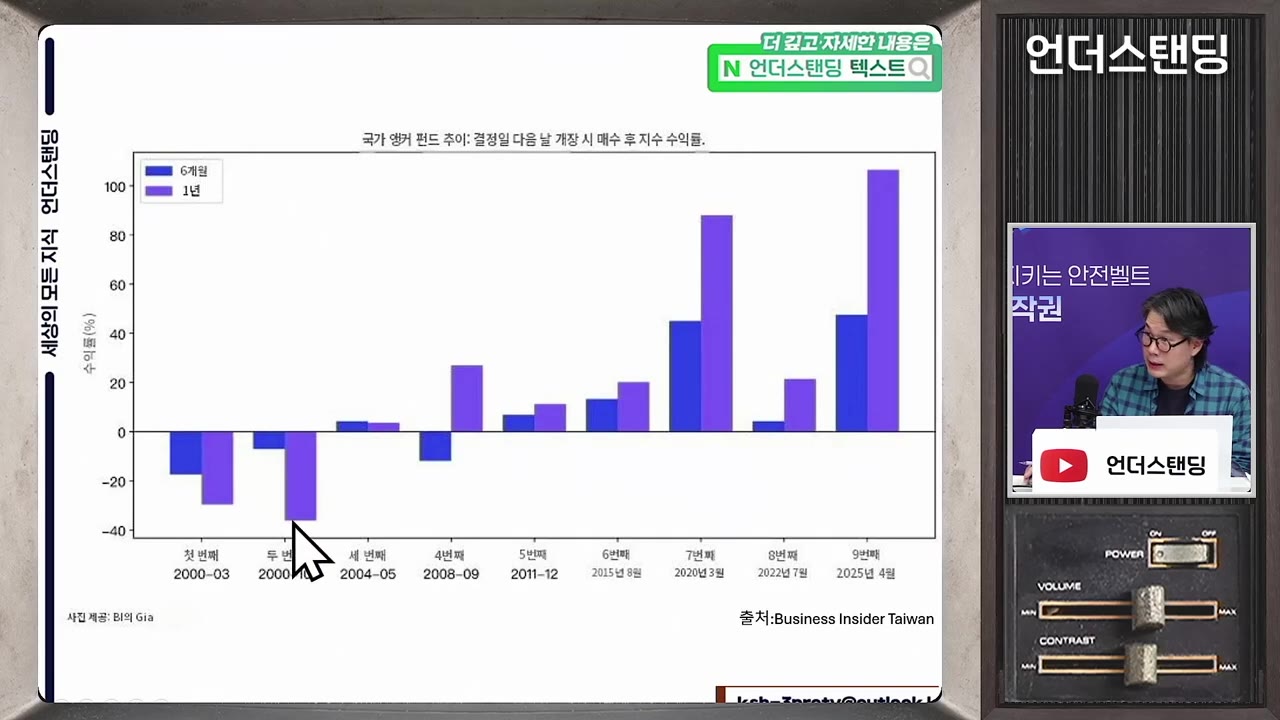 더 깊고 자세한 내용은
N 언더스탠딩 텍스트
언더스탠딩
세상의 모든 지식 언더스탠딩
국가 앵커 펀드 추이: 결정일 다음 날 개장 시 매수 후 지수 수익률.
6개월
1년
수익률(%)
100
80
60
40
20
0
−20
−40
첫 번째
두 번
세 번째
4번째
5번째
6번째
7번째
8번째
9번째
2000−03
2000
2004−05
2008−09
2011−12
2015년 8월
2020년 3월
2022년 7월
2025년 4월
사진 제공: BI의 Gia
출처:Business Insider Taiwan
지키는 안전벨트
작권
언더스탠딩
POWER
ON
OFF
VOLUME
MIN
MAX
CONTRAST
MIN
MAX